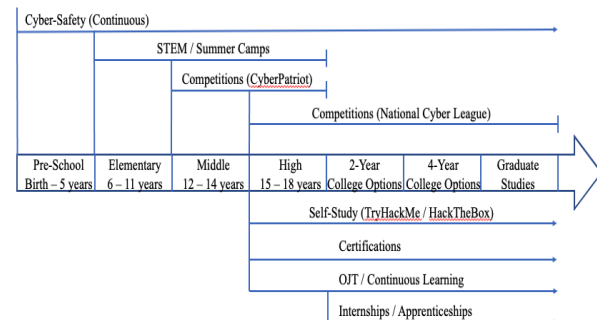 Cyber-Safety (Continuous)
STEM / Summer Camps
Competitions (CyberPatriot)
Competitions (National Cyber League)
Pre-School
Birth – 5 years
Elementary
6 – 11 years
Middle
12 – 14 years
High
15 – 18 years
2-Year
College Options
4-Year
College Options
Graduate
Studies
Self-Study (TryHackMe / HackTheBox)
Certifications
OJT / Continuous Learning
Internships / Apprenticeships